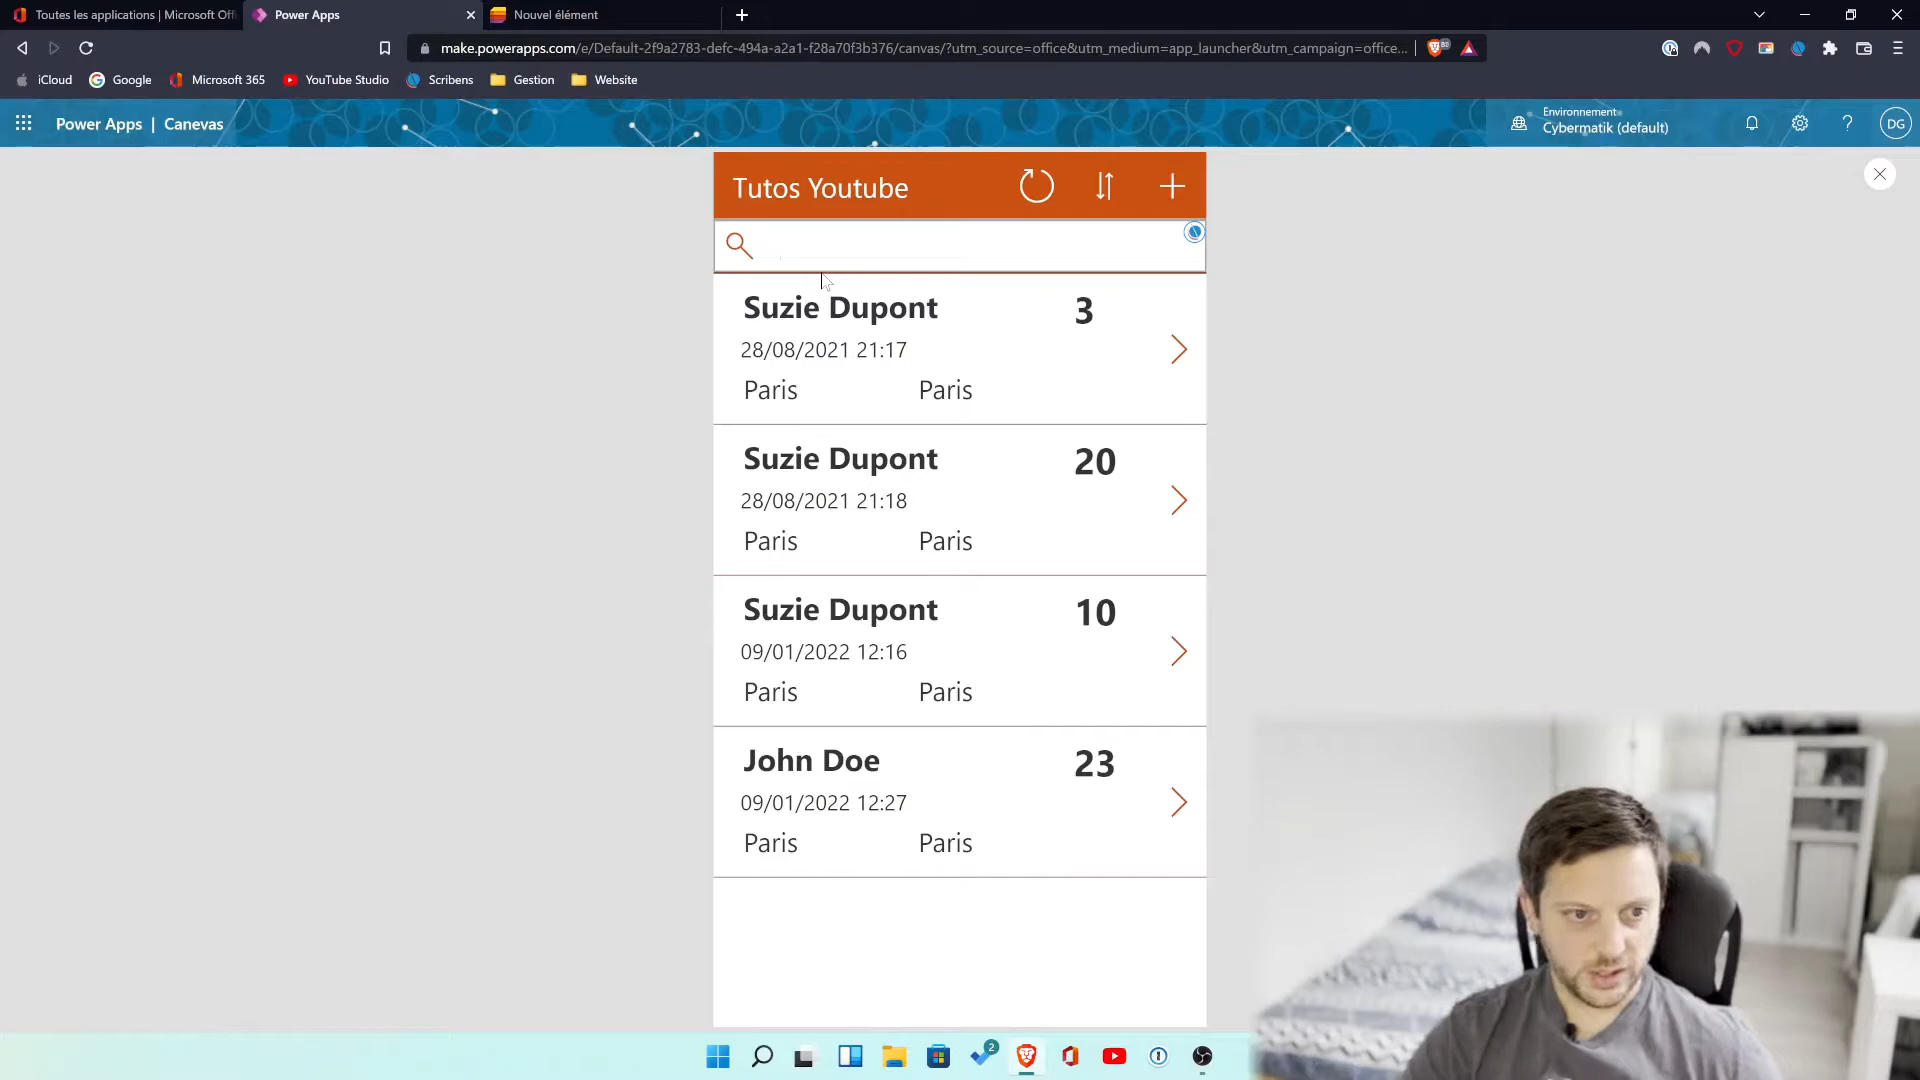 Toutes les applications | Microsoft Offi
Power Apps
Nouvel élément
make.powerapps.com/e/Default-2f9a2783-defc-494a-a2a1-f28a70f3b376/canvas/?utm_source=office&utm_medium=app_launcher&utm_campaign=office...
iCloud
Google
Microsoft 365
YouTube Studio
Scribens
Gestion
Website
Power Apps | Canevas
Environnement
Cybermatik (default)
DG
Tutos Youtube
Suzie Dupont 3
28/08/2021 21:17
Paris Paris
Suzie Dupont 20
28/08/2021 21:18
Paris Paris
Suzie Dupont 10
09/01/2022 12:16
Paris Paris
John Doe 23
09/01/2022 12:27
Paris Paris
2